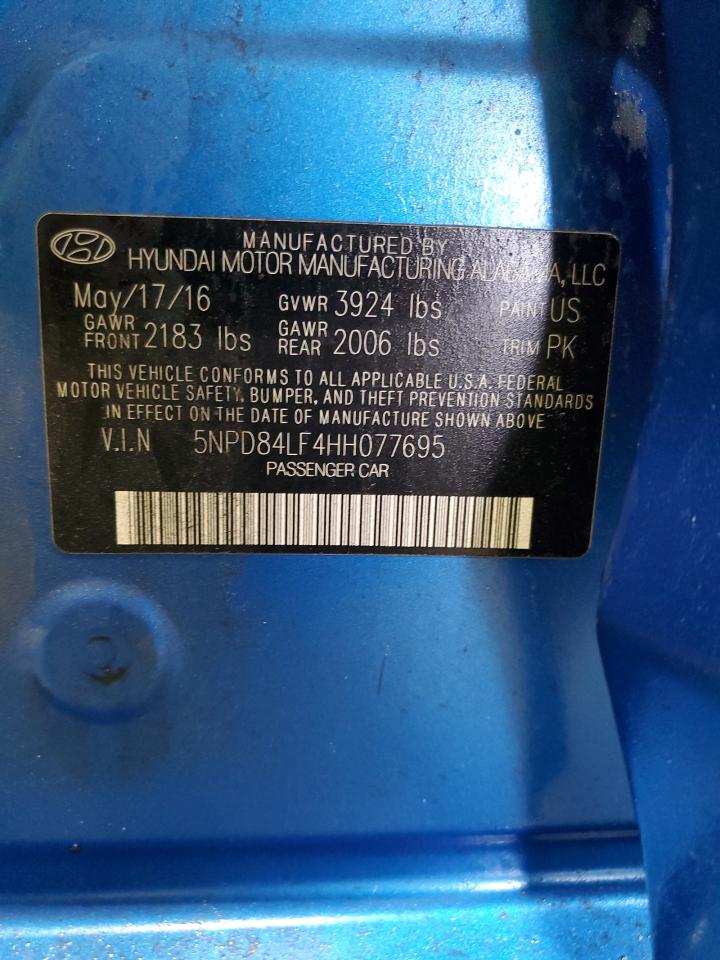 MANUFACTURED BY
HYUNDAI MOTOR MANUFACTURING ALABAMA, LLC
May/17/16 GVWR 3924 lbs PAINT US
GAWR FRONT 2183 lbs GAWR REAR 2006 lbs TRIM PK
THIS VEHICLE CONFORMS TO ALL APPLICABLE U.S.A. FEDERAL
MOTOR VEHICLE SAFETY, BUMPER, AND THEFT PREVENTION STANDARDS
IN EFFECT ON THE DATE OF MANUFACTURE SHOWN ABOVE
V.I.N 5NPD84LF4HH077695
PASSENGER CAR